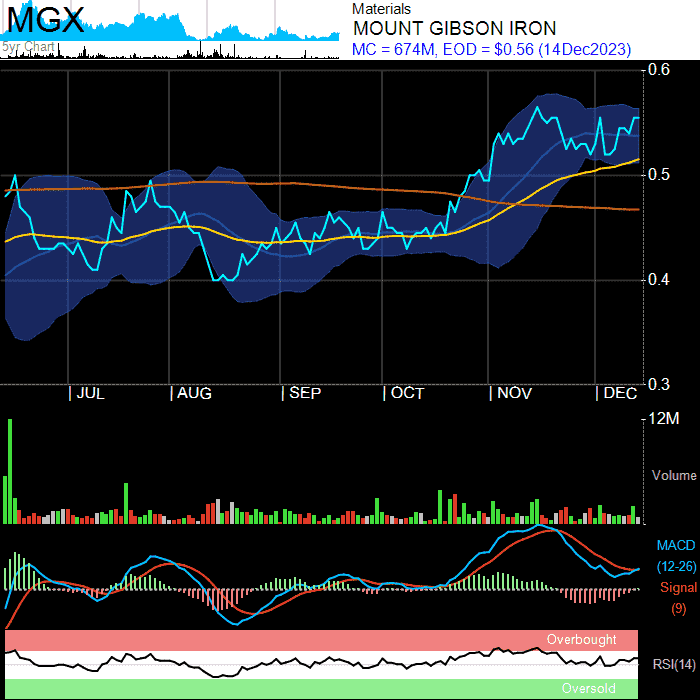 MGX
5yr Chart
Materials
MOUNT GIBSON IRON
MC = 674M, EOD = $0.56 (14Dec2023)
0.6
0.5
0.4
0.3
JUL AUG SEP OCT NOV DEC
12M
Volume
MACD
(12-26)
Signal
(9)
Overbought
RSI(14)
Oversold